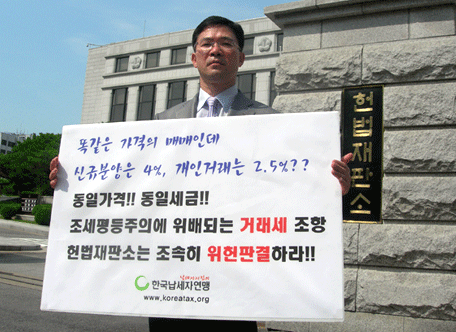 똑같은 가격의 매매인데
신규분양은 4%, 개인거래는 2.5%??
동일가격!! 동일세금!!
조세평등주의에 위배되는 거래세 조항
헌법재판소는 조속히 위헌판결하라!!
한국납세자연맹
www.koreatax.org
헌법재판소